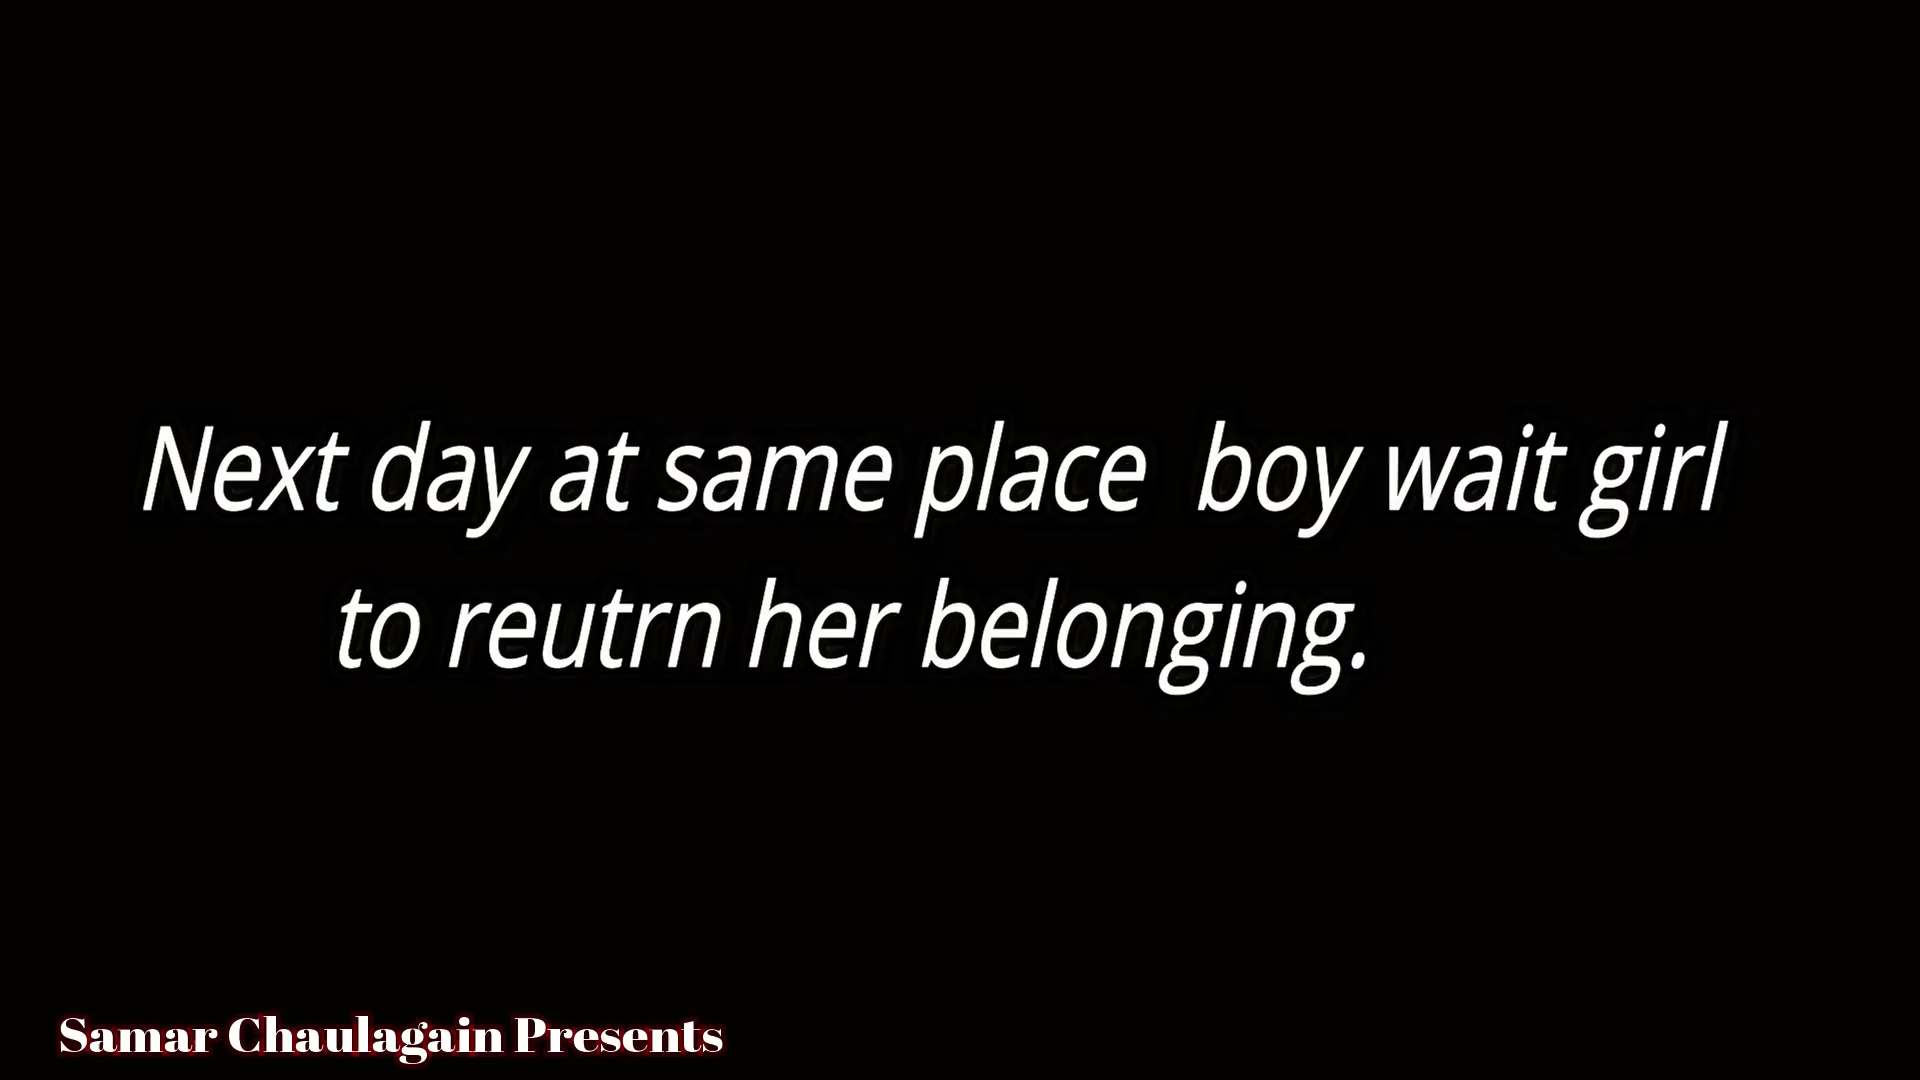 Next day at same place  boy wait girl
to reutrn her belonging.
Samar Chaulagain Presents